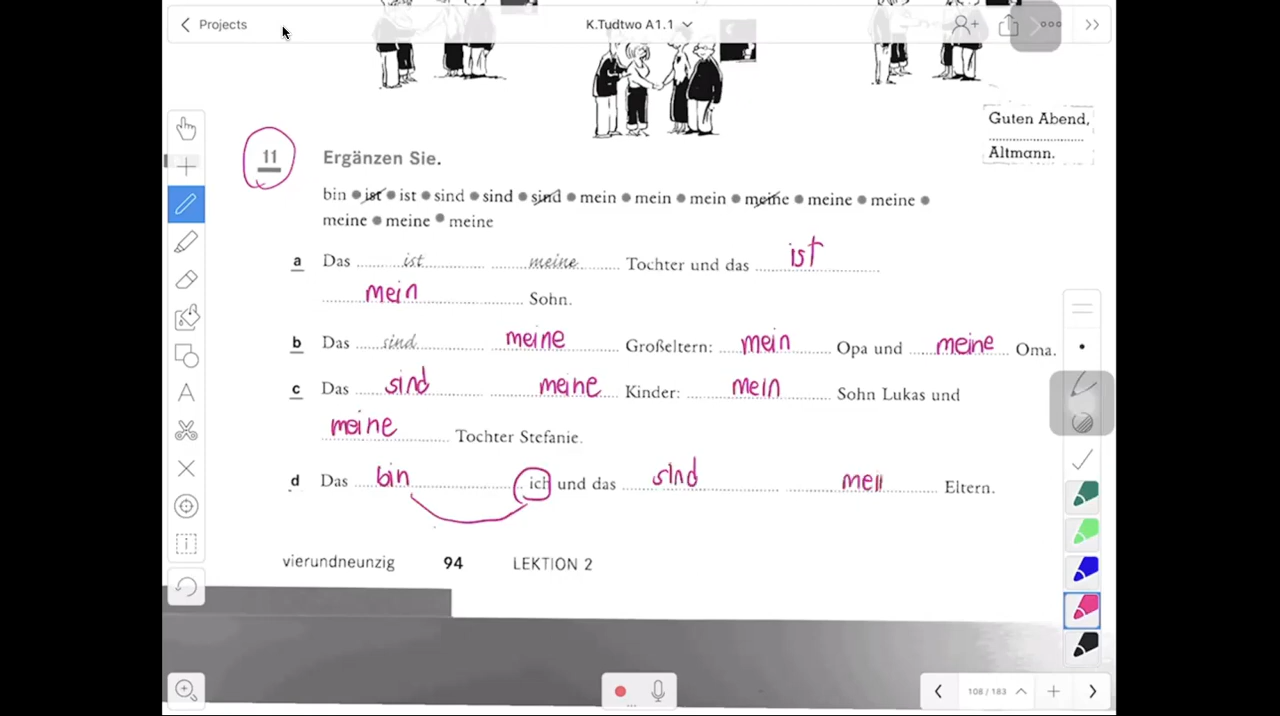 Projects K.Tudtwo A1.1
Guten Abend,
Altmann.
11 Ergänzen Sie.
bin ist ist sind sind sind mein mein mein meine meine meine
meine meine meine
a Das ist meine Tochter und das ist
mein Sohn.
b Das sind meine Großeltern: mein Opa und meine Oma.
c Das sind meine Kinder: mein Sohn Lukas und
meine Tochter Stefanie.
d Das bin ich und das sind mei Eltern.
vierundneunzig 94 LEKTION 2
108 / 183